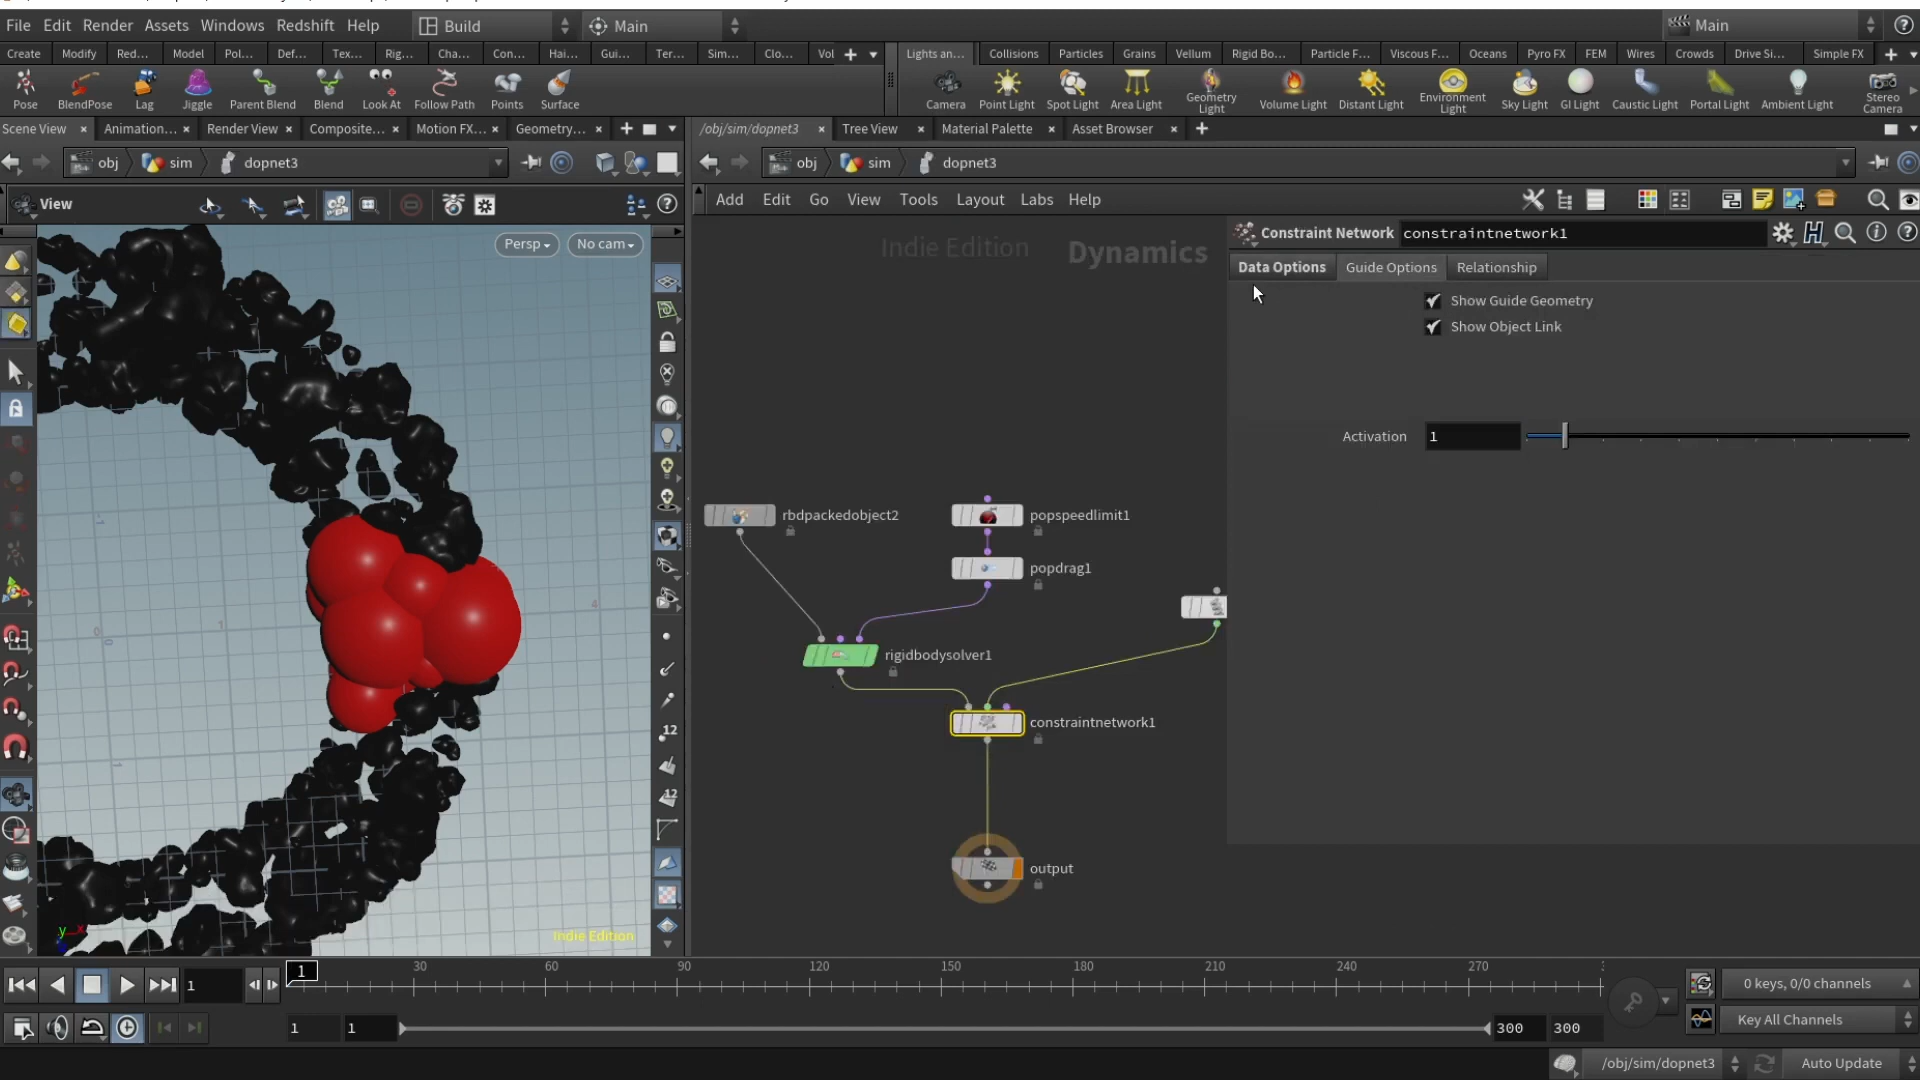 File Edit Render Assets Windows Redshift Help Build Main Main
Create Modify Red... Model Pol... Def... Tex... Rig... Cha... Con... Hai... Gui... Ter... Sim... Clo... Vol
Lights an... Collisions Particles Grains Vellum Rigid Bo... Particle F... Viscous F... Oceans Pyro FX FEM Wires Crowds Drive Si... Simple FX
Pose BlendPose Lag Jiggle Parent Blend Blend Look At Follow Path Points Surface
Camera Point Light Spot Light Area Light Geometry Light Volume Light Distant Light Environment Light Sky Light GI Light Caustic Light Portal Light Ambient Light Stereo Camera
Scene View Animation... Render View Composite... Motion FX... Geometry...
/obj/sim/dopnet3 Tree View Material Palette Asset Browser
obj sim dopnet3
obj sim dopnet3
View
Add Edit Go View Tools Layout Labs Help
Persp No cam
Indie Edition Dynamics
Constraint Network constraintnetwork1
Data Options Guide Options Relationship
Show Guide Geometry
Show Object Link
Activation 1
rbdpackedobject2
popspeedlimit1
popdrag1
rigidbodysolver1
constraintnetwork1
output
12
12
Indie Edition
1 1 30 60 90 120 150 180 210 240 270
0 keys, 0/0 channels
1 1 300 300
Key All Channels
/obj/sim/dopnet3 Auto Update